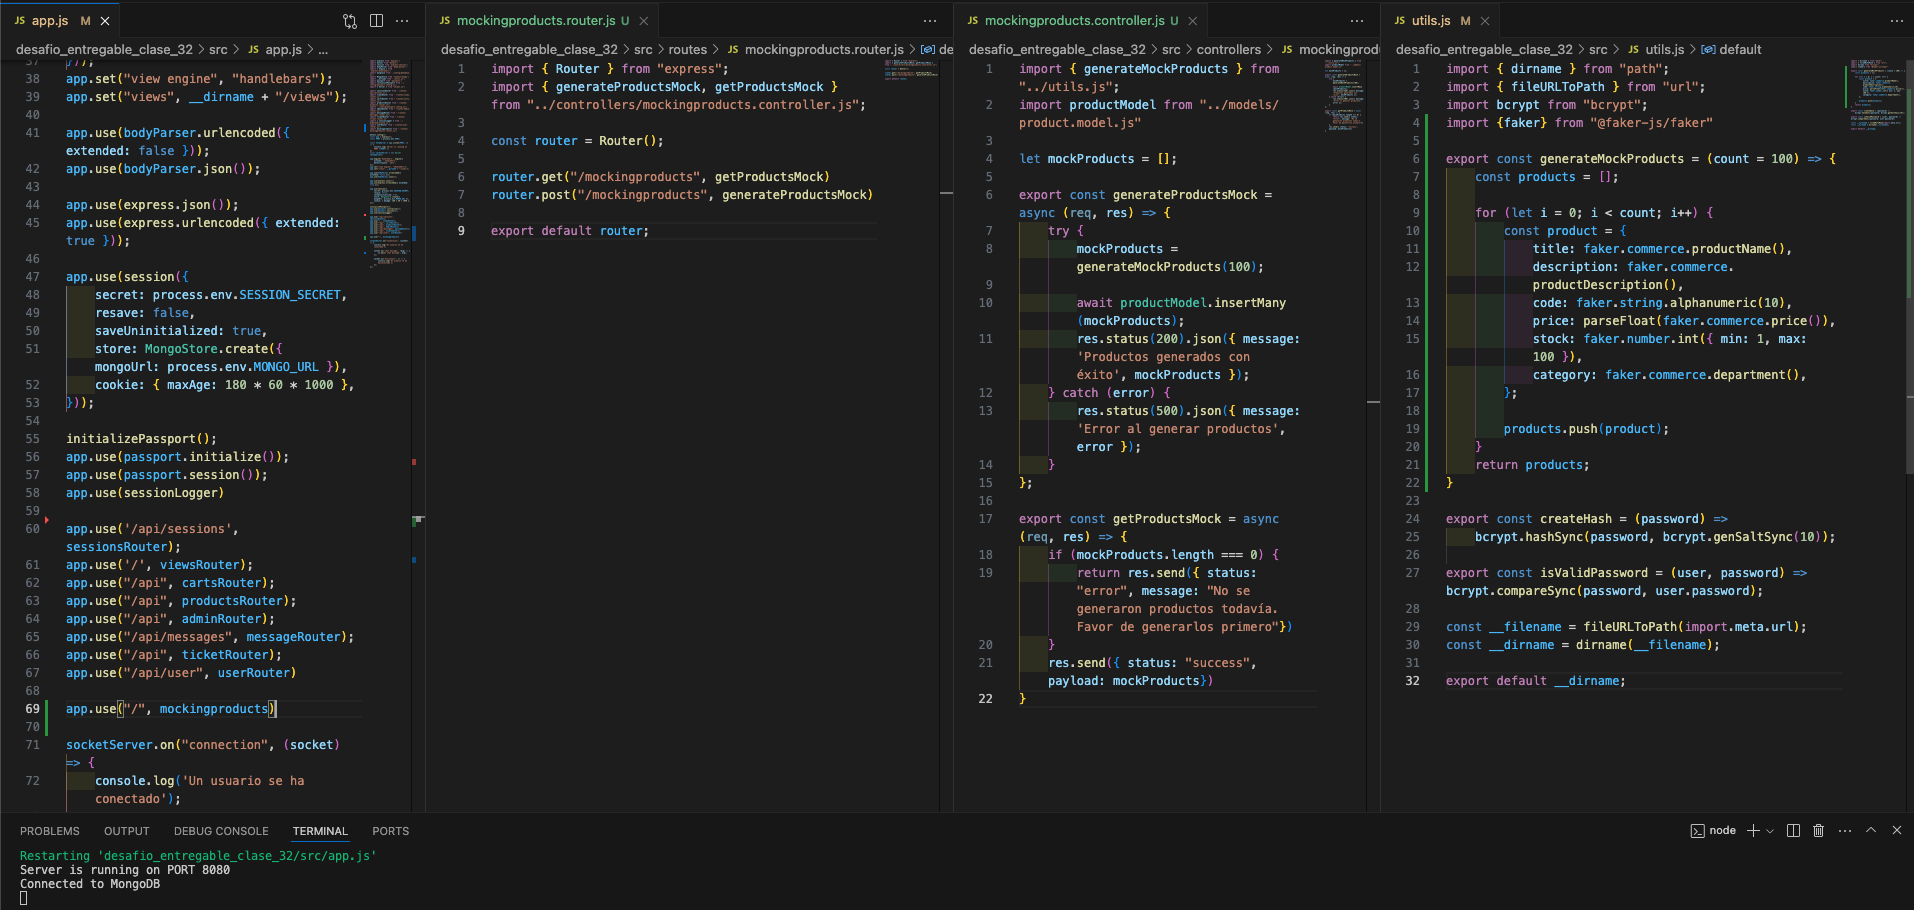 JS app.js M
desafio_entregable_clase_32 > src > JS app.js > ...
37 }));
38 app.set("view engine", "handlebars");
39 app.set("views", __dirname + "/views");
40
41 app.use(bodyParser.urlencoded({
extended: false }));
42 app.use(bodyParser.json());
43
44 app.use(express.json());
45 app.use(express.urlencoded({ extended:
true }));
46
47 app.use(session({
48 secret: process.env.SESSION_SECRET,
49 resave: false,
50 saveUninitialized: true,
51 store: MongoStore.create({
mongoUrl: process.env.MONGO_URL }),
52 cookie: { maxAge: 180 * 60 * 1000 },
53 }));
54
55 initializePassport();
56 app.use(passport.initialize());
57 app.use(passport.session());
58 app.use(sessionLogger)
59
60 app.use('/api/sessions',
sessionsRouter);
61 app.use('/', viewsRouter);
62 app.use("/api", cartsRouter);
63 app.use("/api", productsRouter);
64 app.use("/api", adminRouter);
65 app.use("/api/messages", messageRouter);
66 app.use("/api", ticketRouter);
67 app.use("/api/user", userRouter)
68
69 app.use("/", mockingproducts)
70
71 socketServer.on("connection", (socket)
=> {
72 console.log('Un usuario se ha
conectado');
JS mockingproducts.router.js U
desafio_entregable_clase_32 > src > routes > JS mockingproducts.router.js > de
1 import { Router } from "express";
2 import { generateProductsMock, getProductsMock }
from "../controllers/mockingproducts.controller.js";
3
4 const router = Router();
5
6 router.get("/mockingproducts", getProductsMock)
7 router.post("/mockingproducts", generateProductsMock)
8
9 export default router;
JS mockingproducts.controller.js U
desafio_entregable_clase_32 > src > controllers > JS mockingprod
1 import { generateMockProducts } from
"../utils.js";
2 import productModel from "../models/
product.model.js"
3
4 let mockProducts = [];
5
6 export const generateProductsMock =
async (req, res) => {
7 try {
8 mockProducts =
generateMockProducts(100);
9
10 await productModel.insertMany
(mockProducts);
11 res.status(200).json({ message:
'Productos generados con
éxito', mockProducts });
12 } catch (error) {
13 res.status(500).json({ message:
'Error al generar productos',
error });
14 }
15 };
16
17 export const getProductsMock = async
(req, res) => {
18 if (mockProducts.length === 0) {
19 return res.send({ status:
"error", message: "No se
generaron productos todavía.
Favor de generarlos primero"})
20 }
21 res.send({ status: "success",
payload: mockProducts})
22 }
JS utils.js M
desafio_entregable_clase_32 > src > JS utils.js > default
1 import { dirname } from "path";
2 import { fileURLToPath } from "url";
3 import bcrypt from "bcrypt";
4 import {faker} from "@faker-js/faker"
5
6 export const generateMockProducts = (count = 100) => {
7 const products = [];
8
9 for (let i = 0; i < count; i++) {
10 const product = {
11 title: faker.commerce.productName(),
12 description: faker.commerce.
productDescription(),
13 code: faker.string.alphanumeric(10),
14 price: parseFloat(faker.commerce.price()),
15 stock: faker.number.int({ min: 1, max:
100 }),
16 category: faker.commerce.department(),
17 };
18
19 products.push(product);
20 }
21 return products;
22 }
23
24 export const createHash = (password) =>
25 bcrypt.hashSync(password, bcrypt.genSaltSync(10));
26
27 export const isValidPassword = (user, password) =>
bcrypt.compareSync(password, user.password);
28
29 const __filename = fileURLToPath(import.meta.url);
30 const __dirname = dirname(__filename);
31
32 export default __dirname;
PROBLEMS OUTPUT DEBUG CONSOLE TERMINAL PORTS
node
Restarting 'desafio_entregable_clase_32/src/app.js'
Server is running on PORT 8080
Connected to MongoDB